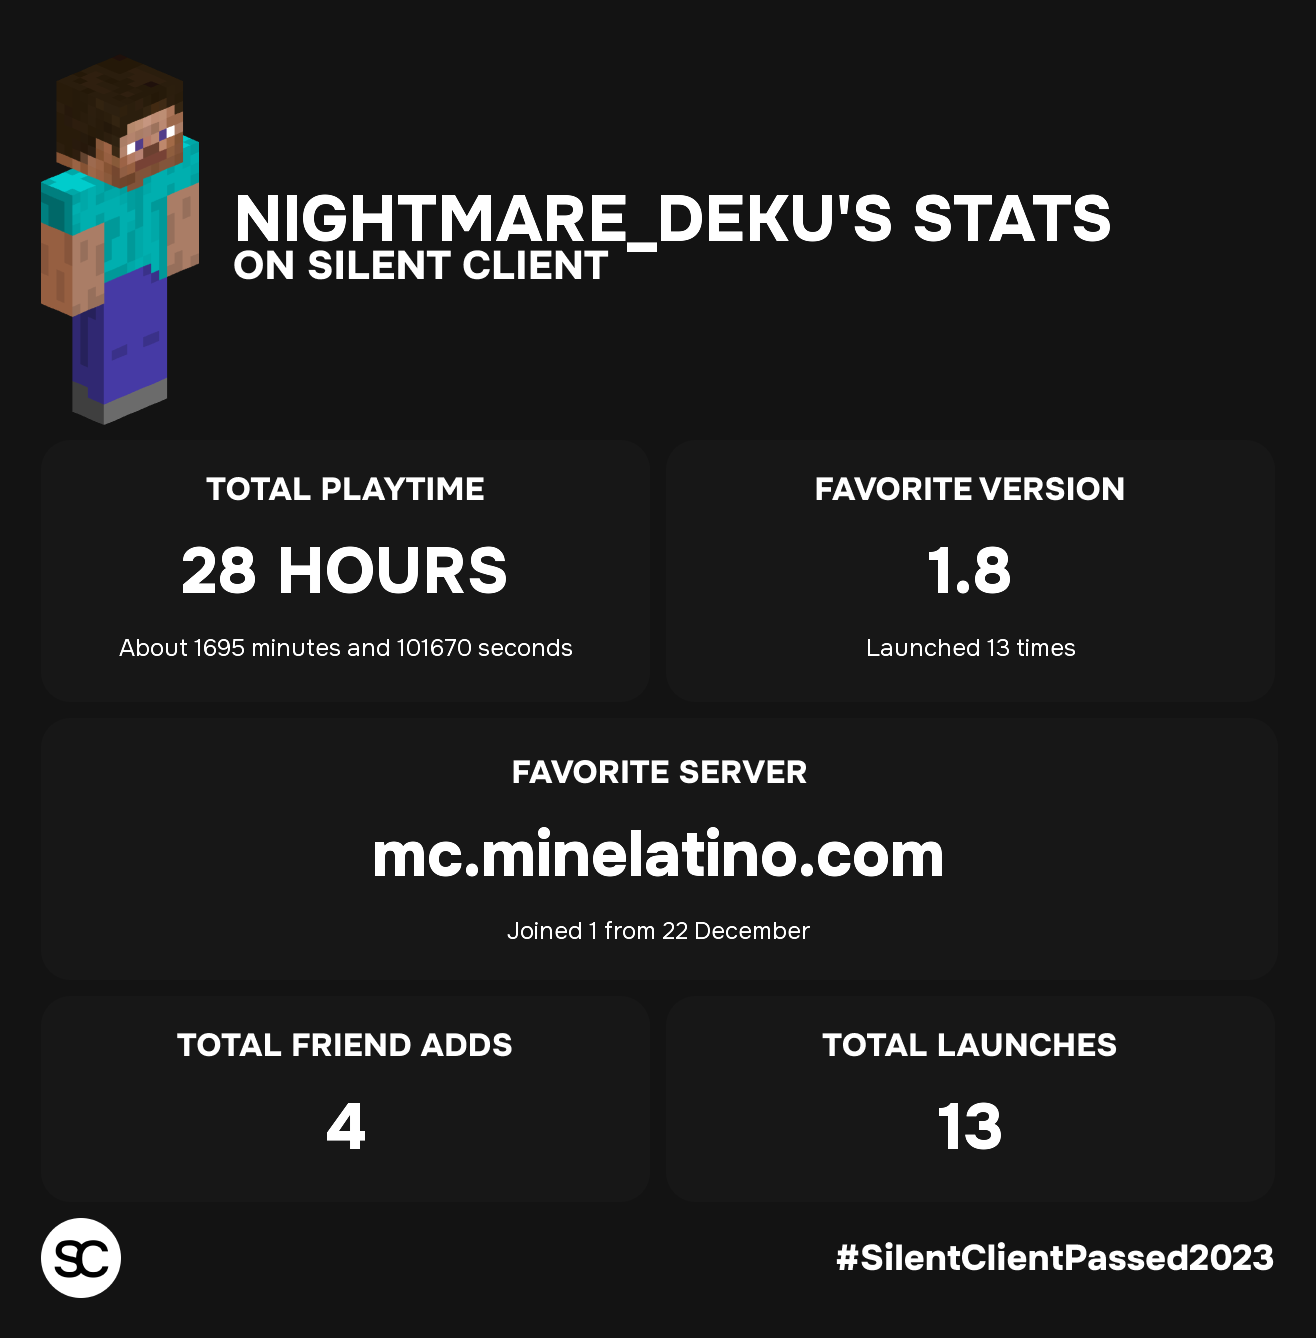 NIGHTMARE_DEKU'S STATS
ON SILENT CLIENT
TOTAL PLAYTIME
28 HOURS
About 1695 minutes and 101670 seconds
FAVORITE VERSION
1.8
Launched 13 times
FAVORITE SERVER
mc.minelatino.com
Joined 1 from 22 December
TOTAL FRIEND ADDS
4
TOTAL LAUNCHES
13
SC
#SilentClientPassed2023